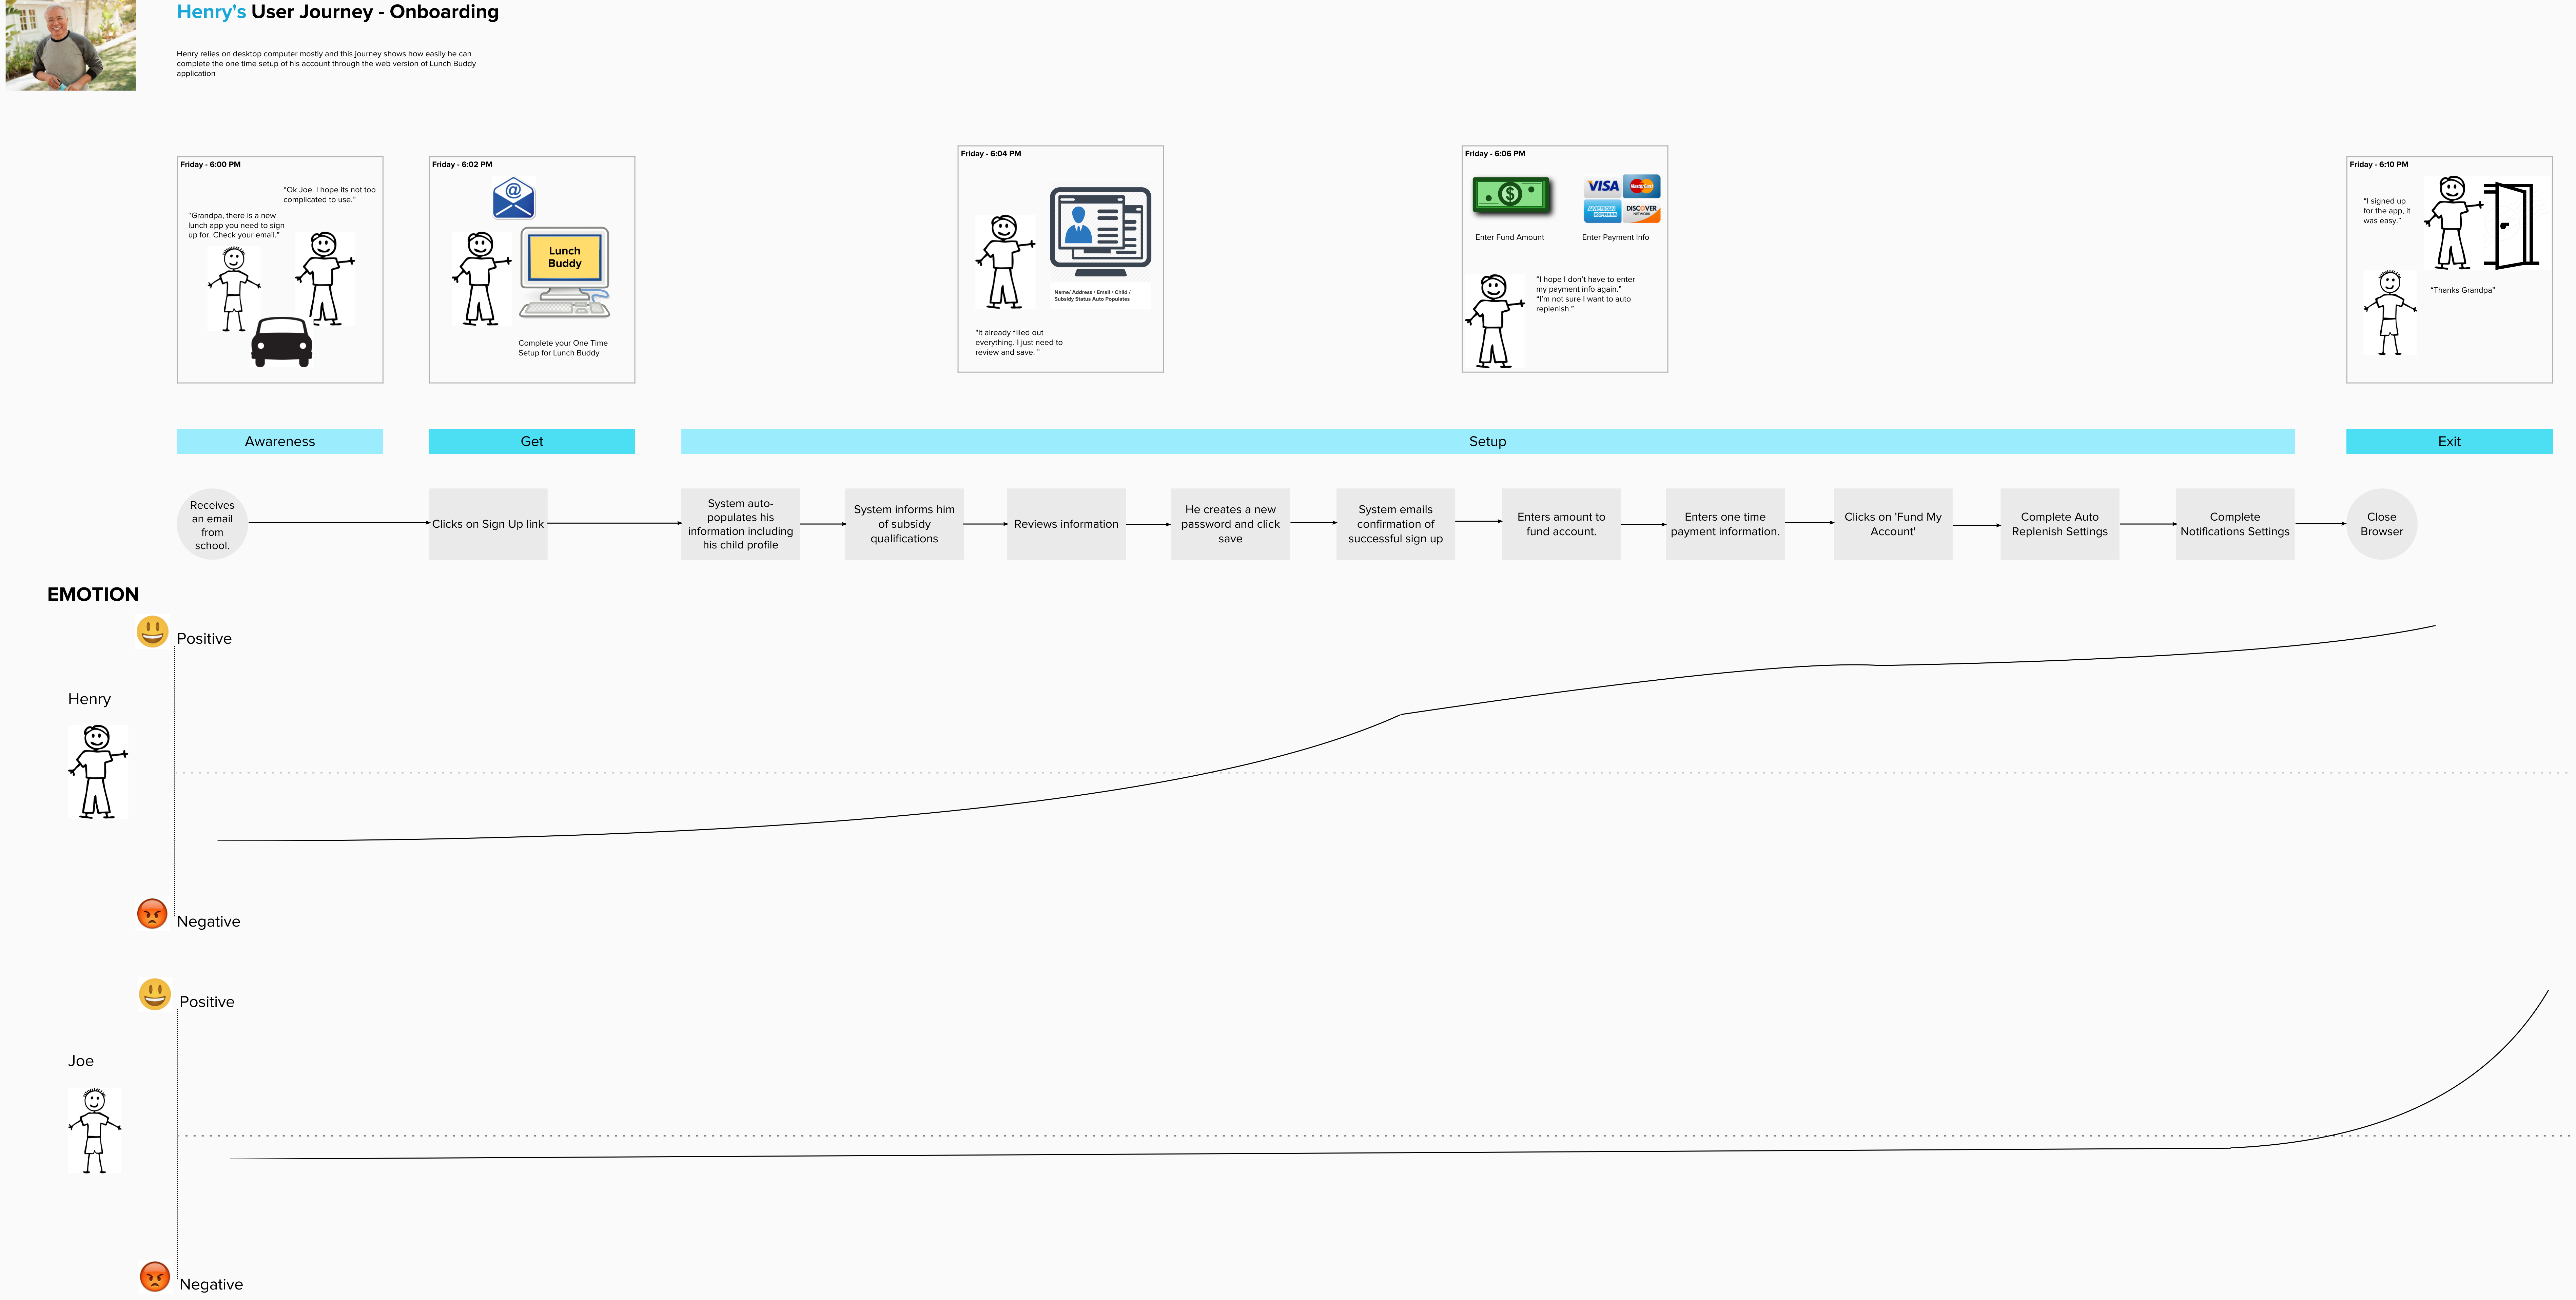 Henry's User Journey - Onboarding
Henry relies on desktop computer mostly and this journey shows how easily he can
complete the one time setup of his account through the web version of Lunch Buddy
application
Friday - 6:00 PM
"Ok Joe. I hope its not too
complicated to use."
"Grandpa, there is a new
lunch app you need to sign
up for. Check your email."
Friday - 6:02 PM
@
Lunch
Buddy
Complete your One Time
Setup for Lunch Buddy
Friday - 6:04 PM
Name/ Address / Email / Child /
Subsidy Status Auto Populates
"It already filled out
everything. I just need to
review and save. "
Friday - 6:06 PM
$
VISA
MasterCard
AMERICAN
EXPRESS
DISCOVER
NETWORK
Enter Fund Amount
Enter Payment Info
"I hope I don't have to enter
my payment info again."
"I'm not sure I want to auto
replenish."
Friday - 6:10 PM
"I signed up
for the app, it
was easy."
"Thanks Grandpa"
Awareness
Get
Setup
Exit
Receives
an email
from
school.
Clicks on Sign Up link
System auto-
populates his
information including
his child profile
System informs him
of subsidy
qualifications
Reviews information
He creates a new
password and click
save
System emails
confirmation of
successful sign up
Enters amount to
fund account.
Enters one time
payment information.
Clicks on 'Fund My
Account'
Complete Auto
Replenish Settings
Complete
Notifications Settings
Close
Browser
EMOTION
Positive
Henry
Negative
Positive
Joe
Negative